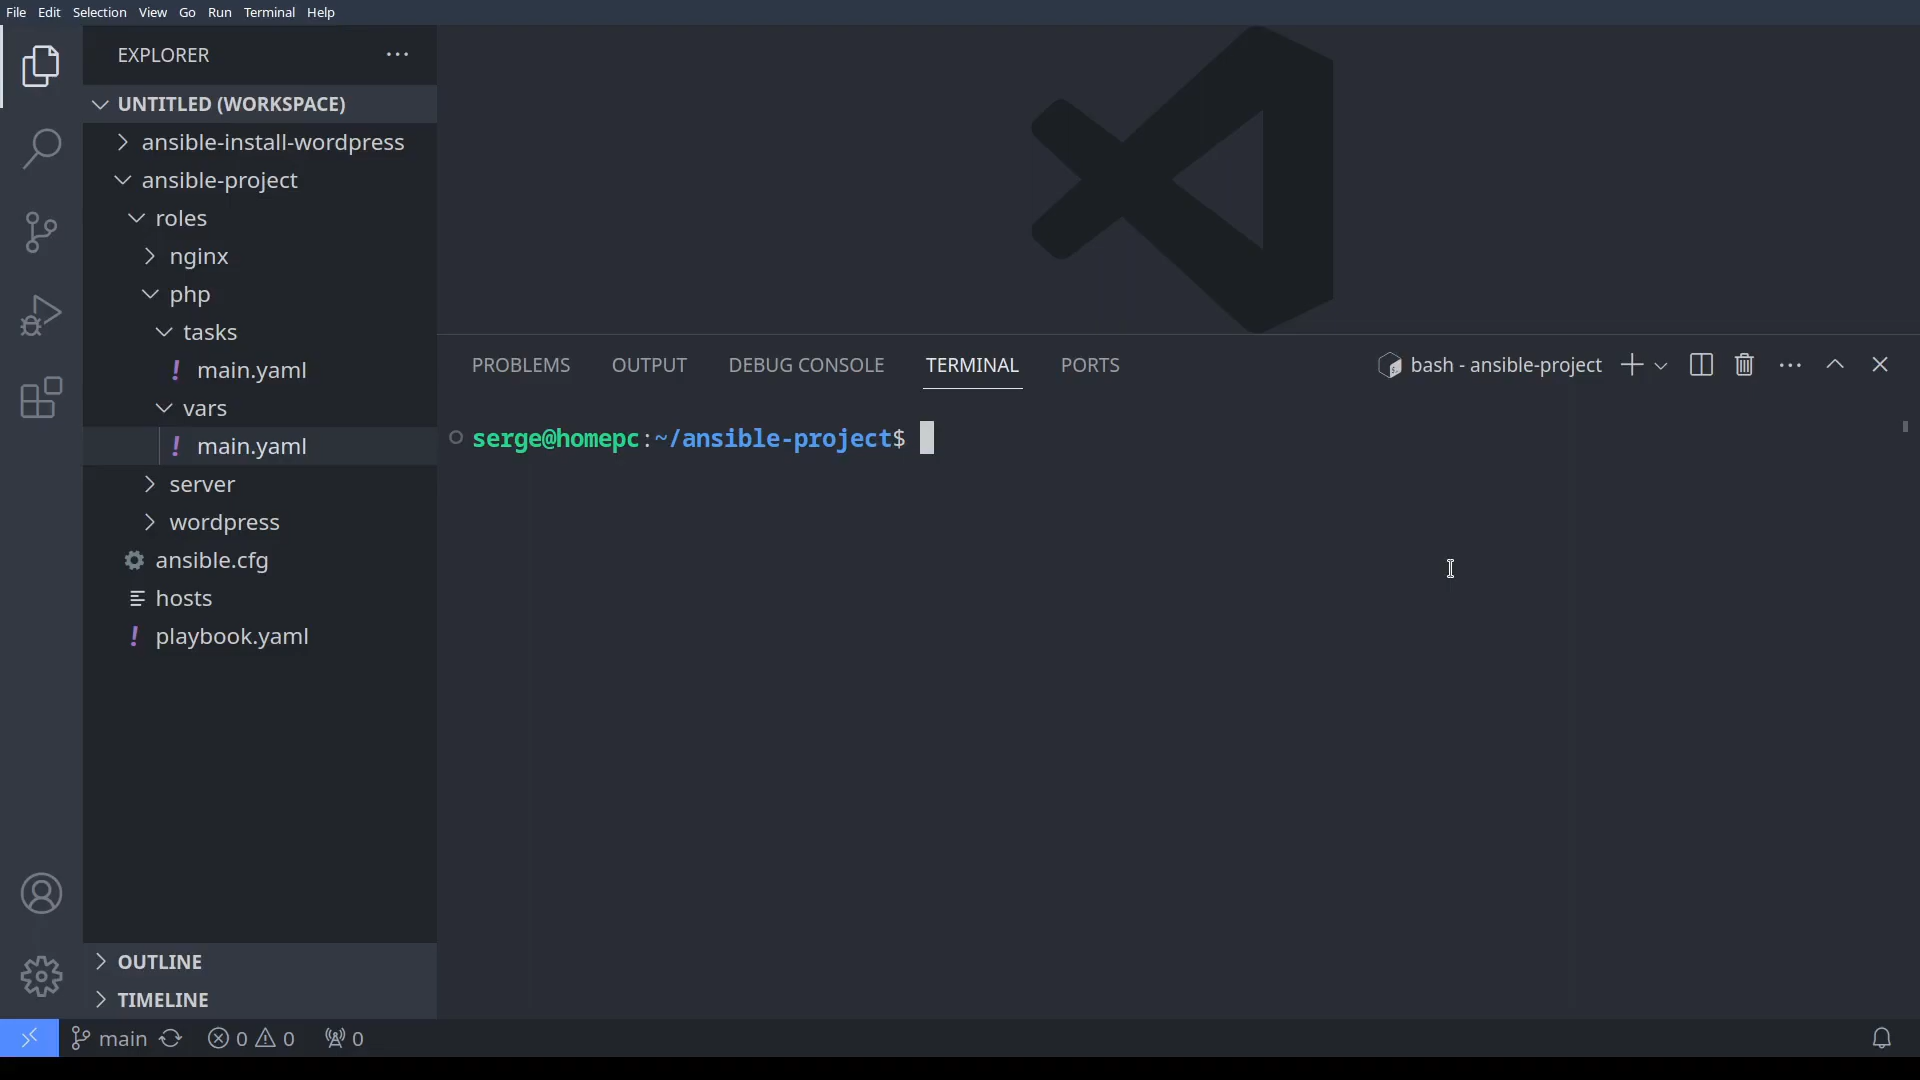 File Edit Selection View Go Run Terminal Help
EXPLORER
UNTITLED (WORKSPACE)
ansible-install-wordpress
ansible-project
roles
nginx
php
tasks
! main.yaml
vars
! main.yaml
server
wordpress
ansible.cfg
hosts
! playbook.yaml
OUTLINE
TIMELINE
PROBLEMS OUTPUT DEBUG CONSOLE TERMINAL PORTS bash - ansible-project
serge@homepc:~/ansible-project$
main 0 0 0